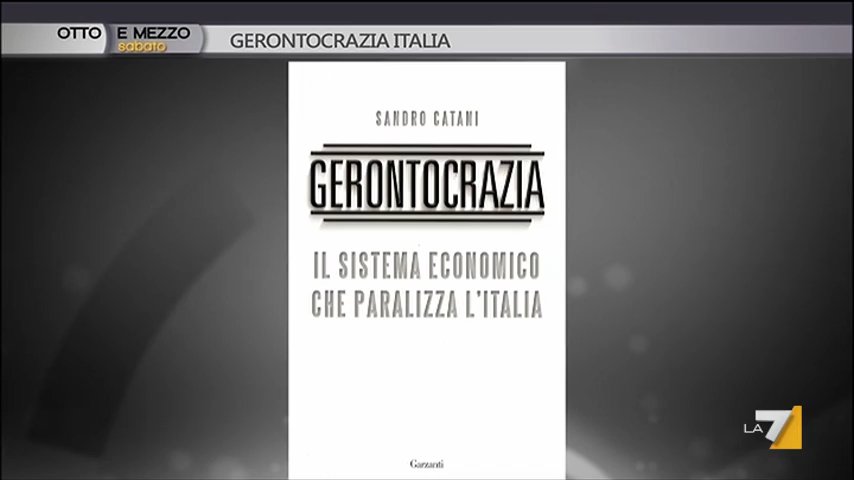 OTTO E MEZZO
sabato
GERONTOCRAZIA ITALIA
SANDRO CATANI
GERONTOCRAZIA
IL SISTEMA ECONOMICO
CHE PARALIZZA L'ITALIA
Garzanti
LA7